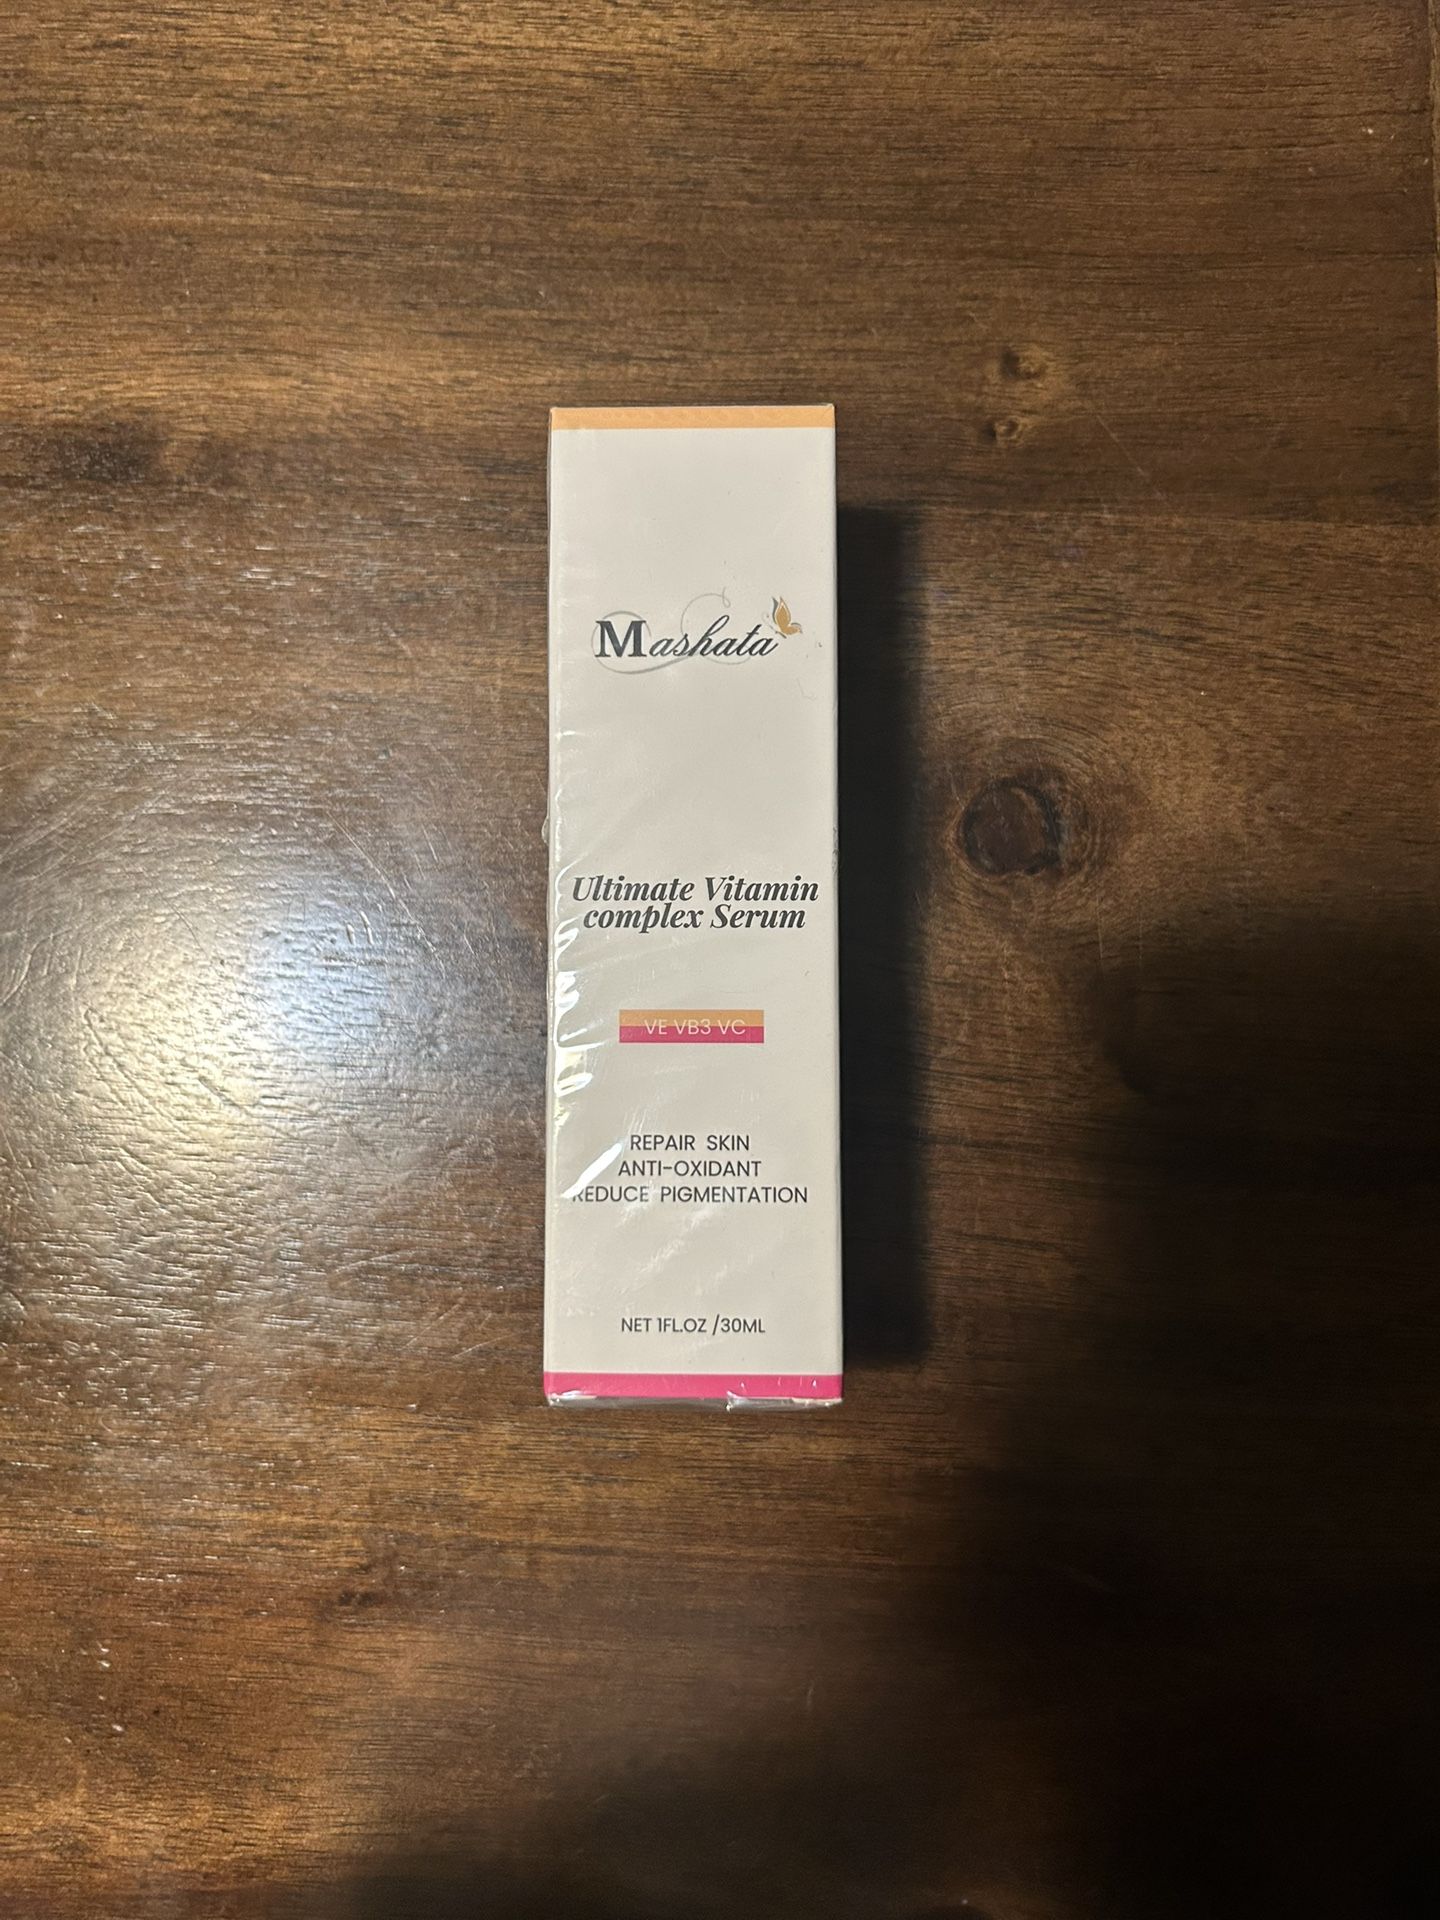 Mashata
Ultimate Vitamin
complex Serum
VE VB3 VC
REPAIR SKIN
ANTI-OXIDANT
REDUCE PIGMENTATION
NET 1FL.OZ /30ML